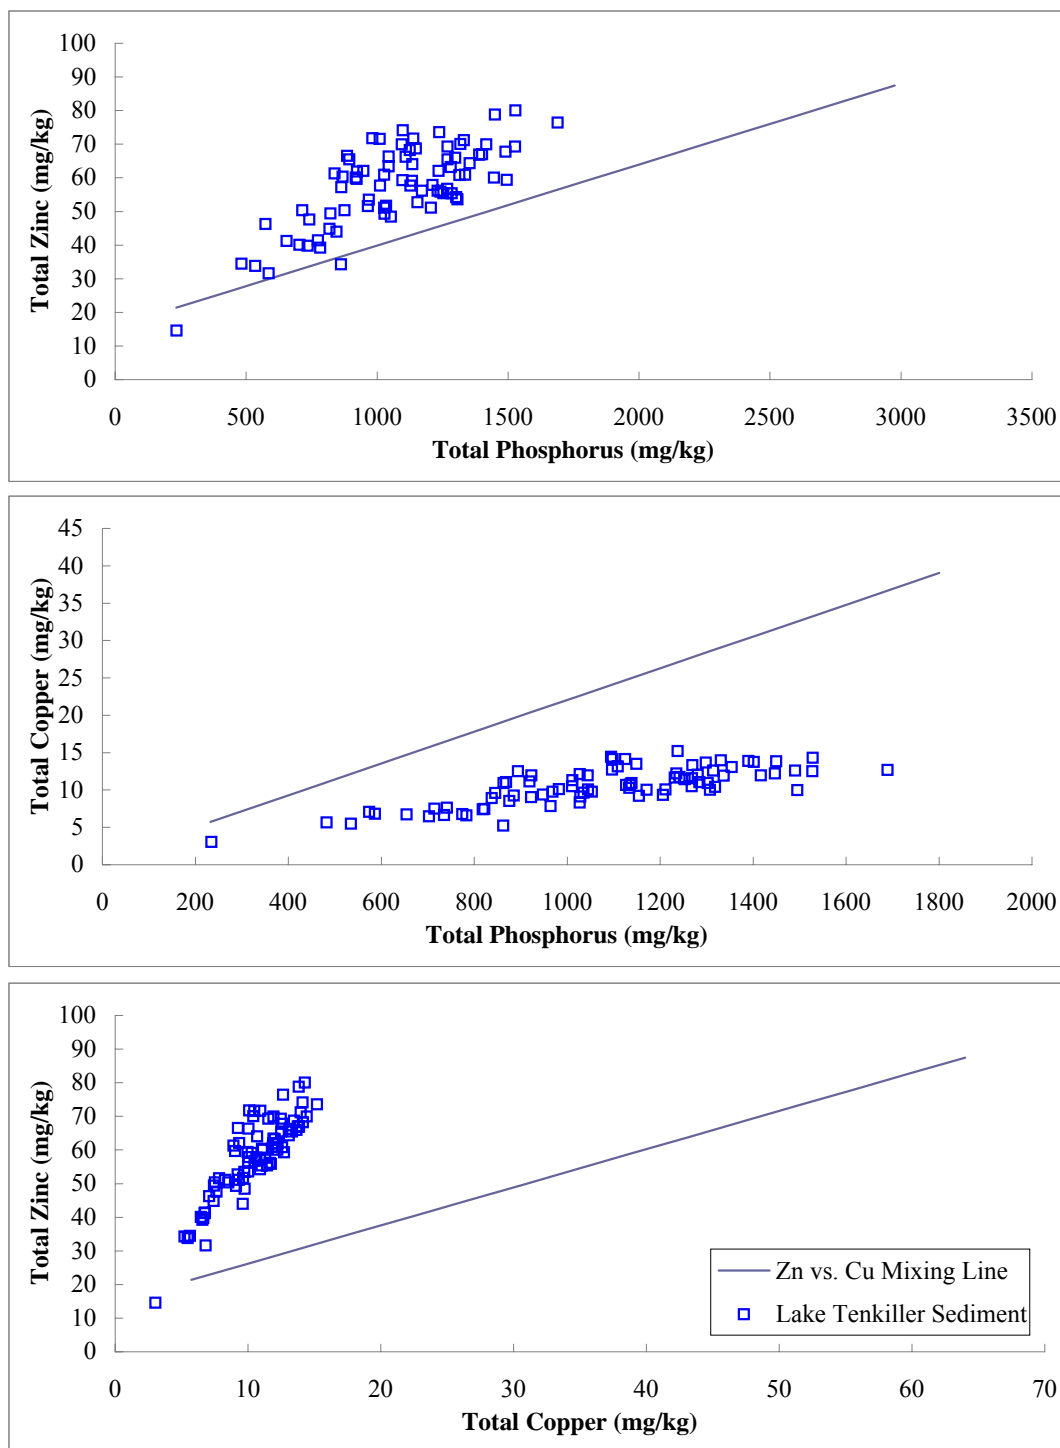 100
90
80
70
60
50
40
30
20
10
0
Total Zinc (mg/kg)
0 500 1000 1500 2000 2500 3000 3500
Total Phosphorus (mg/kg)
45
40
35
30
25
20
15
10
5
0
Total Copper (mg/kg)
0 200 400 600 800 1000 1200 1400 1600 1800 2000
Total Phosphorus (mg/kg)
100
90
80
70
60
50
40
30
20
10
0
Total Zinc (mg/kg)
Zn vs. Cu Mixing Line
Lake Tenkiller Sediment
0 10 20 30 40 50 60 70
Total Copper (mg/kg)